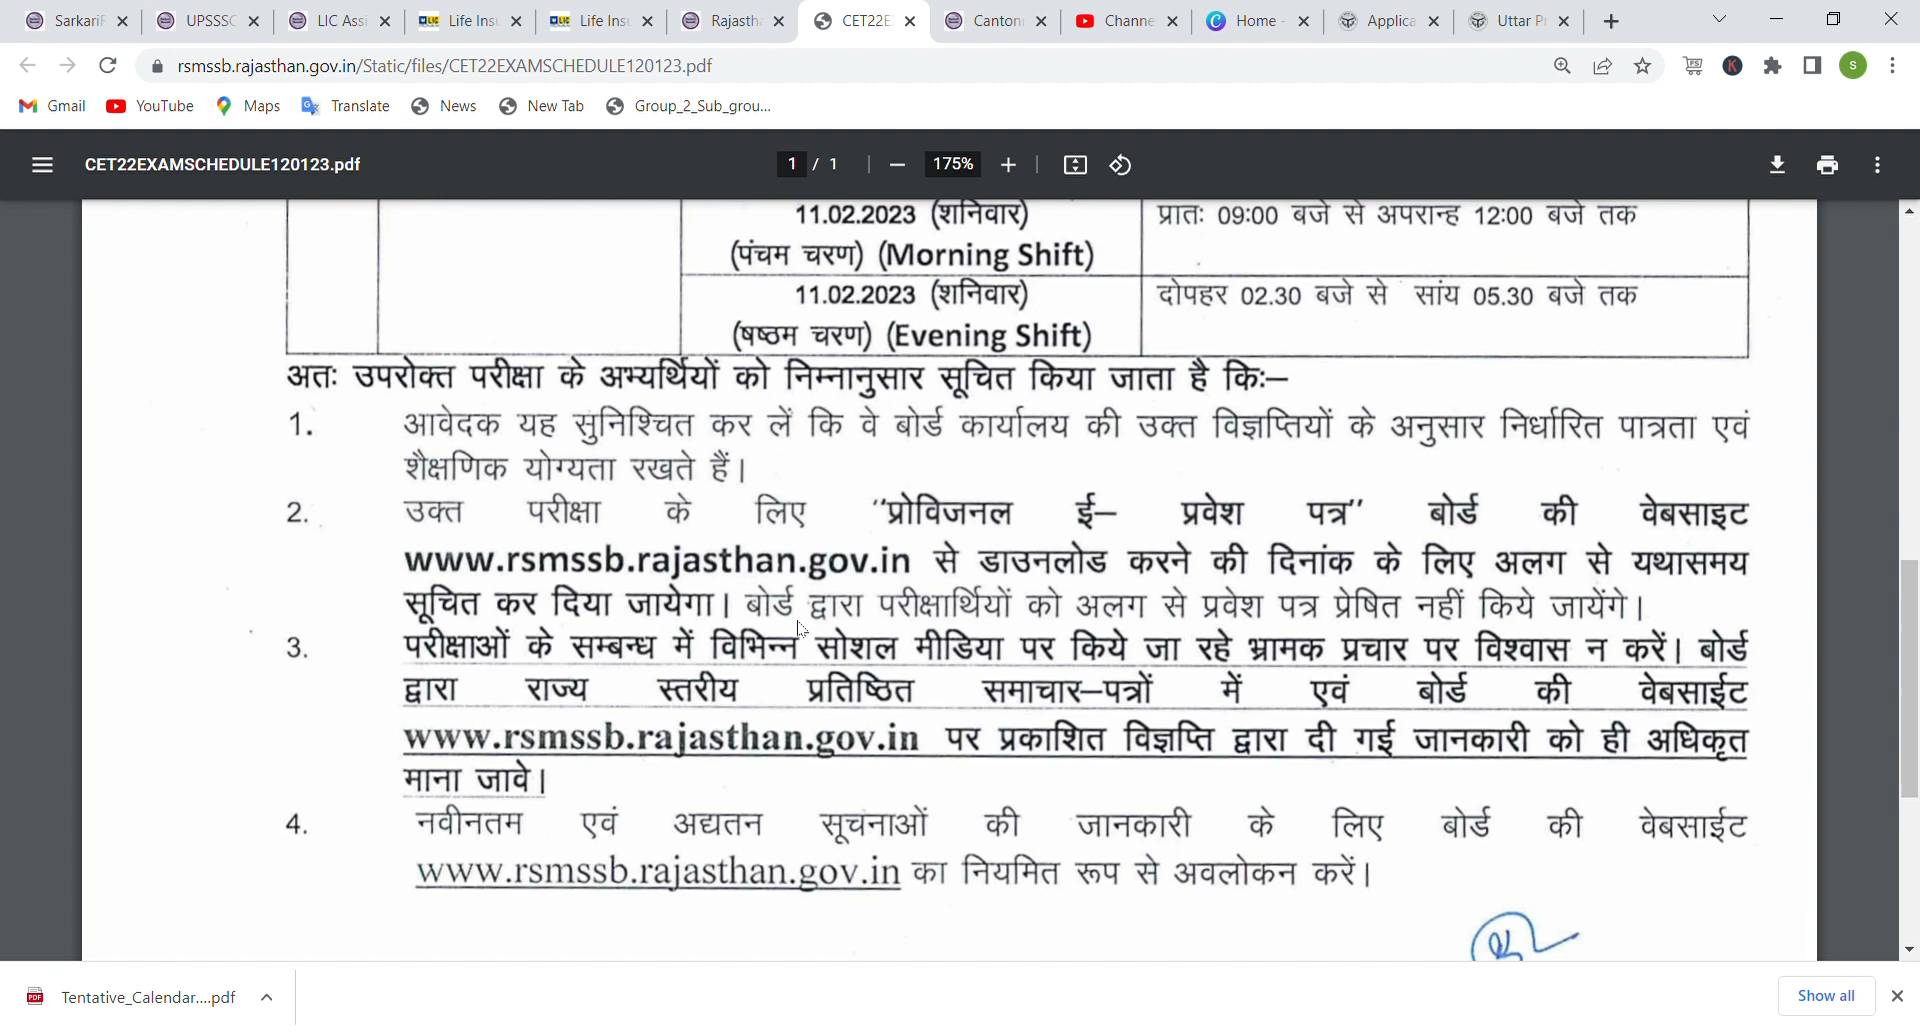 SarkariR
UPSSSC
LIC Assi
Life Insu
Life Insu
Rajasth
CET22E
Canton
Channe
Home -
Applica
Uttar Pr
rsmssb.rajasthan.gov.in/Static/files/CET22EXAMSCHEDULE120123.pdf
S
Gmail
YouTube
Maps
Translate
News
New Tab
Group_2_Sub_grou...
CET22EXAMSCHEDULE120123.pdf
1 / 1
175%
11.02.2023 (शनिवार)
(पंचम चरण) (Morning Shift)
प्रातः 09:00 बजे से अपरान्ह 12:00 बजे तक
11.02.2023 (शनिवार)
(षष्ठम चरण) (Evening Shift)
दोपहर 02.30 बजे से सांय 05.30 बजे तक
अतः उपरोक्त परीक्षा के अभ्यर्थियों को निम्नानुसार सूचित किया जाता है किः–
1. आवेदक यह सुनिश्चित कर लें कि वे बोर्ड कार्यालय की उक्त विज्ञप्तियों के अनुसार निर्धारित पात्रता एवं
शैक्षणिक योग्यता रखते हैं।
2. उक्त परीक्षा के लिए "प्रोविजनल ई– प्रवेश पत्र" बोर्ड की वेबसाइट
www.rsmssb.rajasthan.gov.in से डाउनलोड करने की दिनांक के लिए अलग से यथासमय
सूचित कर दिया जायेगा। बोर्ड द्वारा परीक्षार्थियों को अलग से प्रवेश पत्र प्रेषित नहीं किये जायेंगे।
3. परीक्षाओं के सम्बन्ध में विभिन्न सोशल मीडिया पर किये जा रहे भ्रामक प्रचार पर विश्वास न करें। बोर्ड
द्वारा राज्य स्तरीय प्रतिष्ठित समाचार–पत्रों में एवं बोर्ड की वेबसाईट
www.rsmssb.rajasthan.gov.in पर प्रकाशित विज्ञप्ति द्वारा दी गई जानकारी को ही अधिकृत
माना जावे।
4. नवीनतम एवं अद्यतन सूचनाओं की जानकारी के लिए बोर्ड की वेबसाईट
www.rsmssb.rajasthan.gov.in का नियमित रूप से अवलोकन करें।
Tentative_Calendar....pdf
Show all